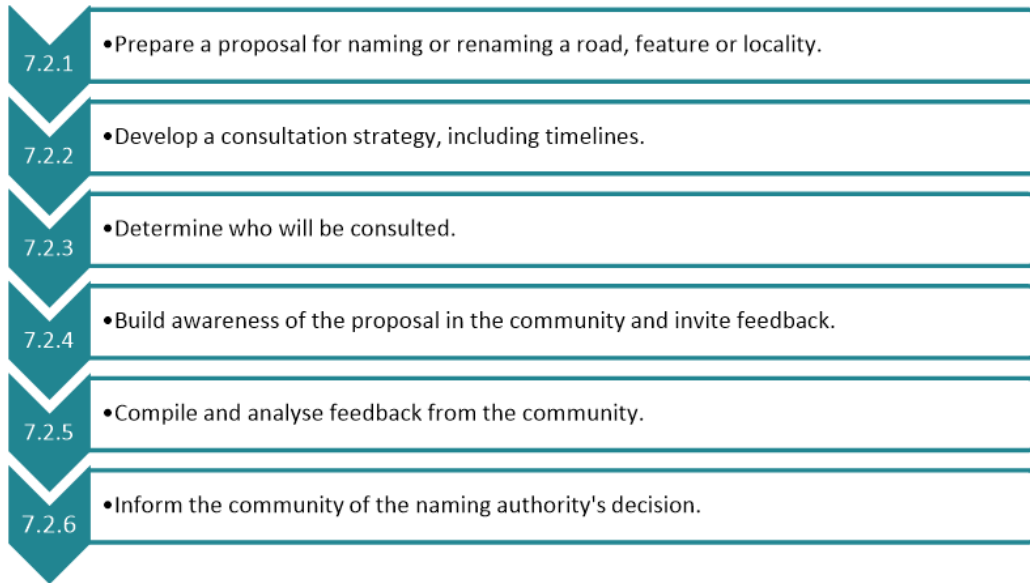 7.2.1
•Prepare a proposal for naming or renaming a road, feature or locality.
7.2.2
•Develop a consultation strategy, including timelines.
7.2.3
•Determine who will be consulted.
7.2.4
•Build awareness of the proposal in the community and invite feedback.
7.2.5
•Compile and analyse feedback from the community.
7.2.6
•Inform the community of the naming authority's decision.